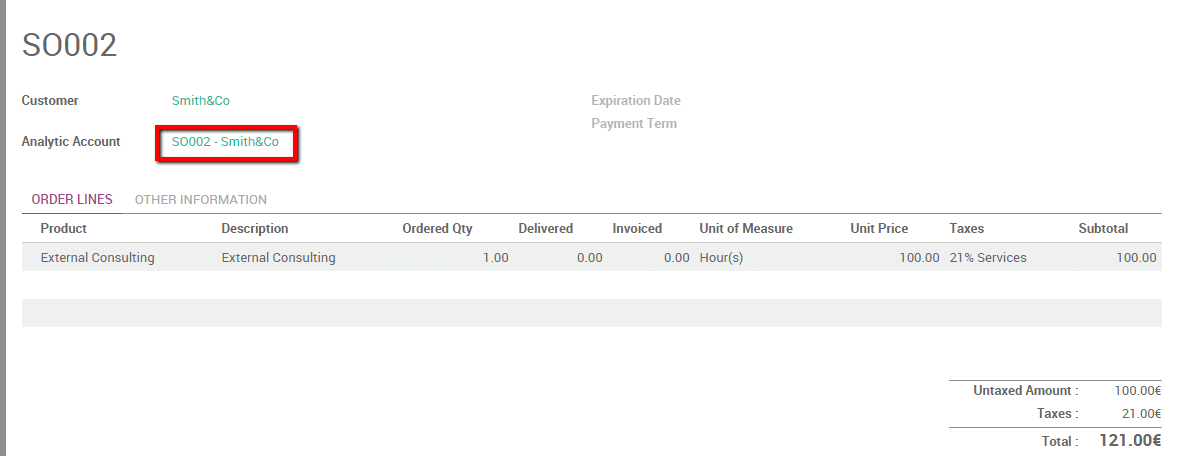 SO002
Customer Smith&Co Expiration Date
Payment Term
Analytic Account SO002 - Smith&Co
ORDER LINES OTHER INFORMATION
Product Description Ordered Qty Delivered Invoiced Unit of Measure Unit Price Taxes Subtotal
External Consulting External Consulting 1.00 0.00 0.00 Hour(s) 100.00 21% Services 100.00
Untaxed Amount : 100.00€
Taxes : 21.00€
Total : 121.00€